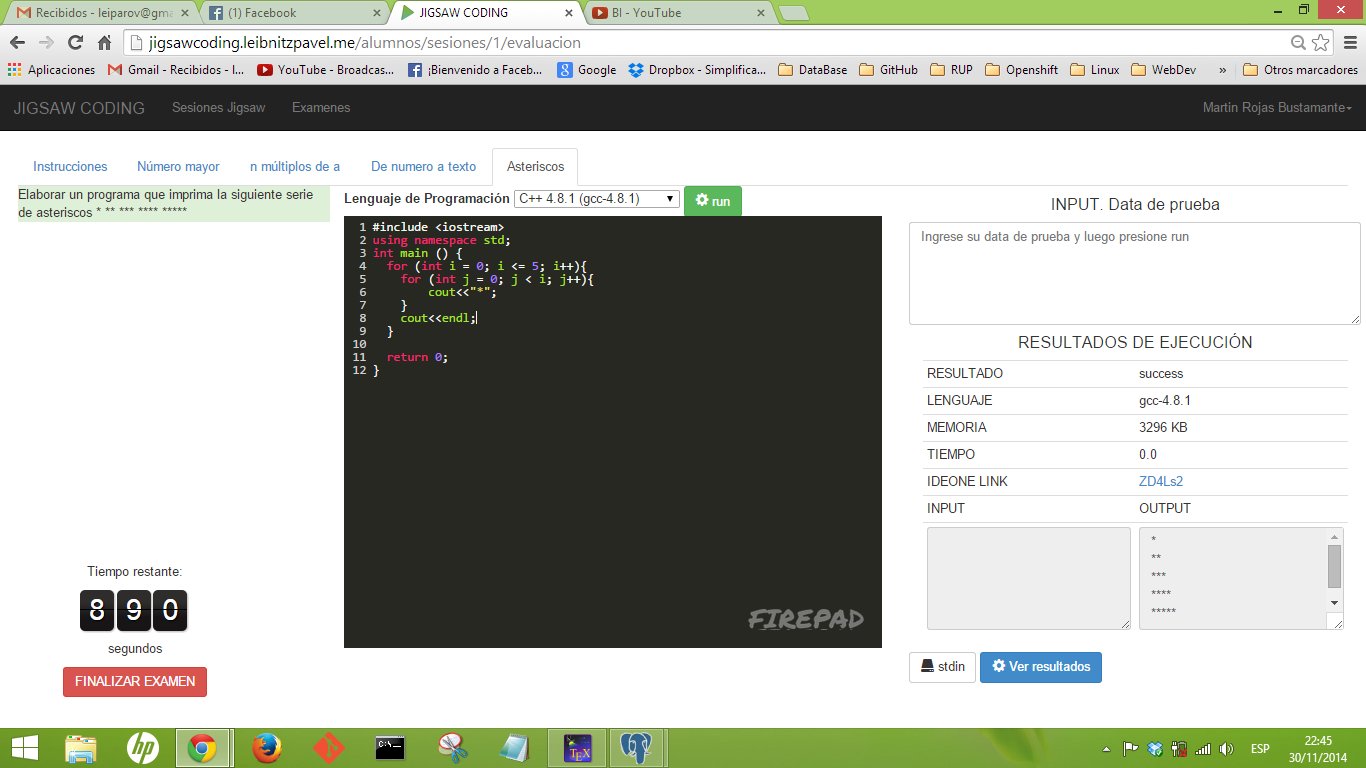 Recibidos - leiparov@gma
(1) Facebook
JIGSAW CODING
BI - YouTube
jigsawcoding.leibnitzpavel.me/alumnos/sesiones/1/evaluacion
Aplicaciones
Gmail - Recibidos - l...
YouTube - Broadcas...
¡Bienvenido a Faceb...
Google
Dropbox - Simplifica...
DataBase
GitHub
RUP
Openshift
Linux
WebDev
»
Otros marcadores
JIGSAW CODING
Sesiones Jigsaw
Examenes
Martin Rojas Bustamante
Instrucciones
Número mayor
n múltiplos de a
De numero a texto
Asteriscos
Elaborar un programa que imprima la siguiente serie
de asteriscos * ** *** **** *****
Tiempo restante:
8 9 0
segundos
FINALIZAR EXAMEN
Lenguaje de Programación
C++ 4.8.1 (gcc-4.8.1)
run
1 #include <iostream>
2 using namespace std;
3 int main () {
4 for (int i = 0; i <= 5; i++){
5 for (int j = 0; j < i; j++){
6 cout<<"*";
7 }
8 cout<<endl;
9 }
10
11 return 0;
12 }
FIREPAD
INPUT. Data de prueba
Ingrese su data de prueba y luego presione run
RESULTADOS DE EJECUCIÓN
RESULTADO success
LENGUAJE gcc-4.8.1
MEMORIA 3296 KB
TIEMPO 0.0
IDEONE LINK ZD4Ls2
INPUT OUTPUT
*
**
***
****
*****
stdin
Ver resultados
hp
C:\_
TEX
ESP
22:45
30/11/2014